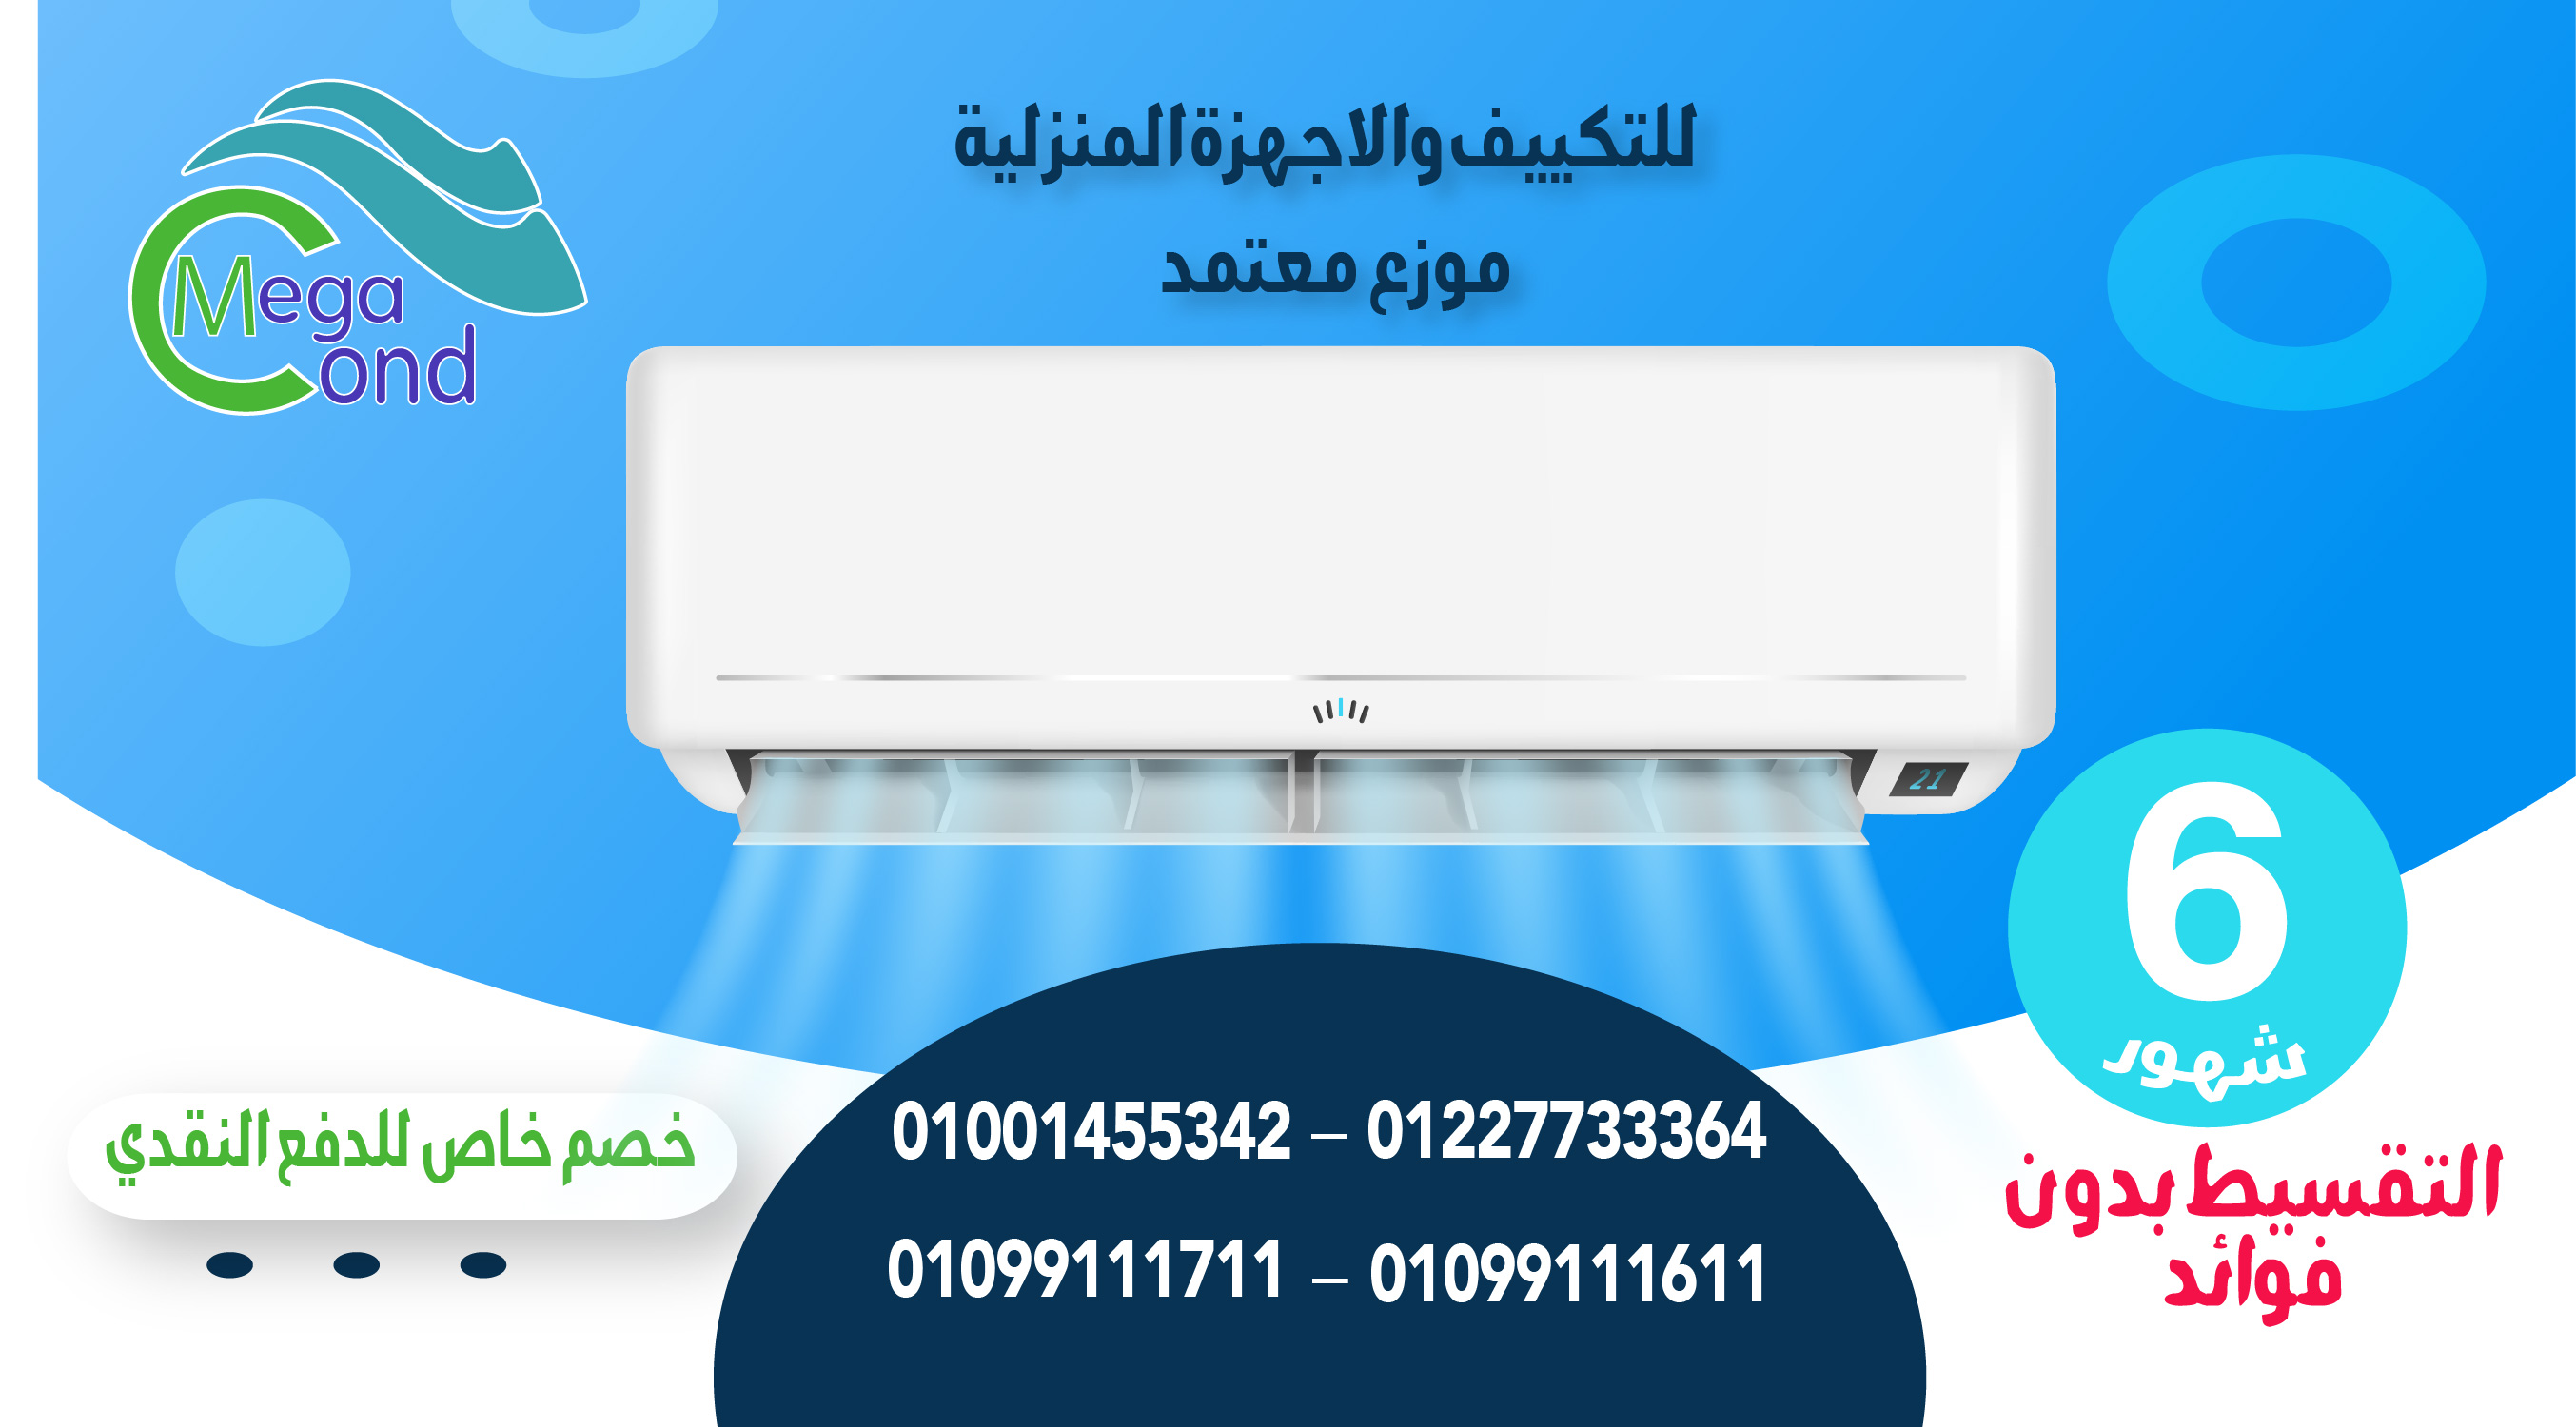 Mega
Cond
للتكييف والاجهزة المنزلية
موزع معتمد
21
6
شهور
التقسيط بدون
فوائد
خصم خاص للدفع النقدي
01001455342 – 01227733364
01099111711 – 01099111611